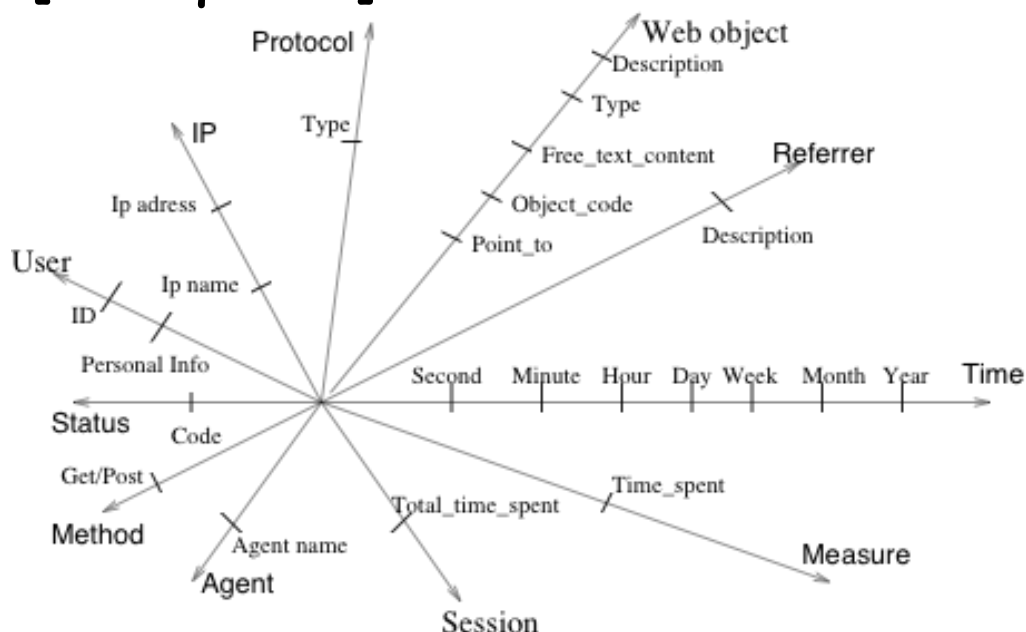 Protocol
Web object
Description
Type
Type
IP
Free_text_content
Referrer
Ip adress
Object_code
Description
Point_to
User
Ip name
ID
Personal Info
Second Minute Hour Day Week Month Year Time
Status
Code
Get/Post
Time_spent
Total_time_spent
Method
Agent name
Measure
Agent
Session